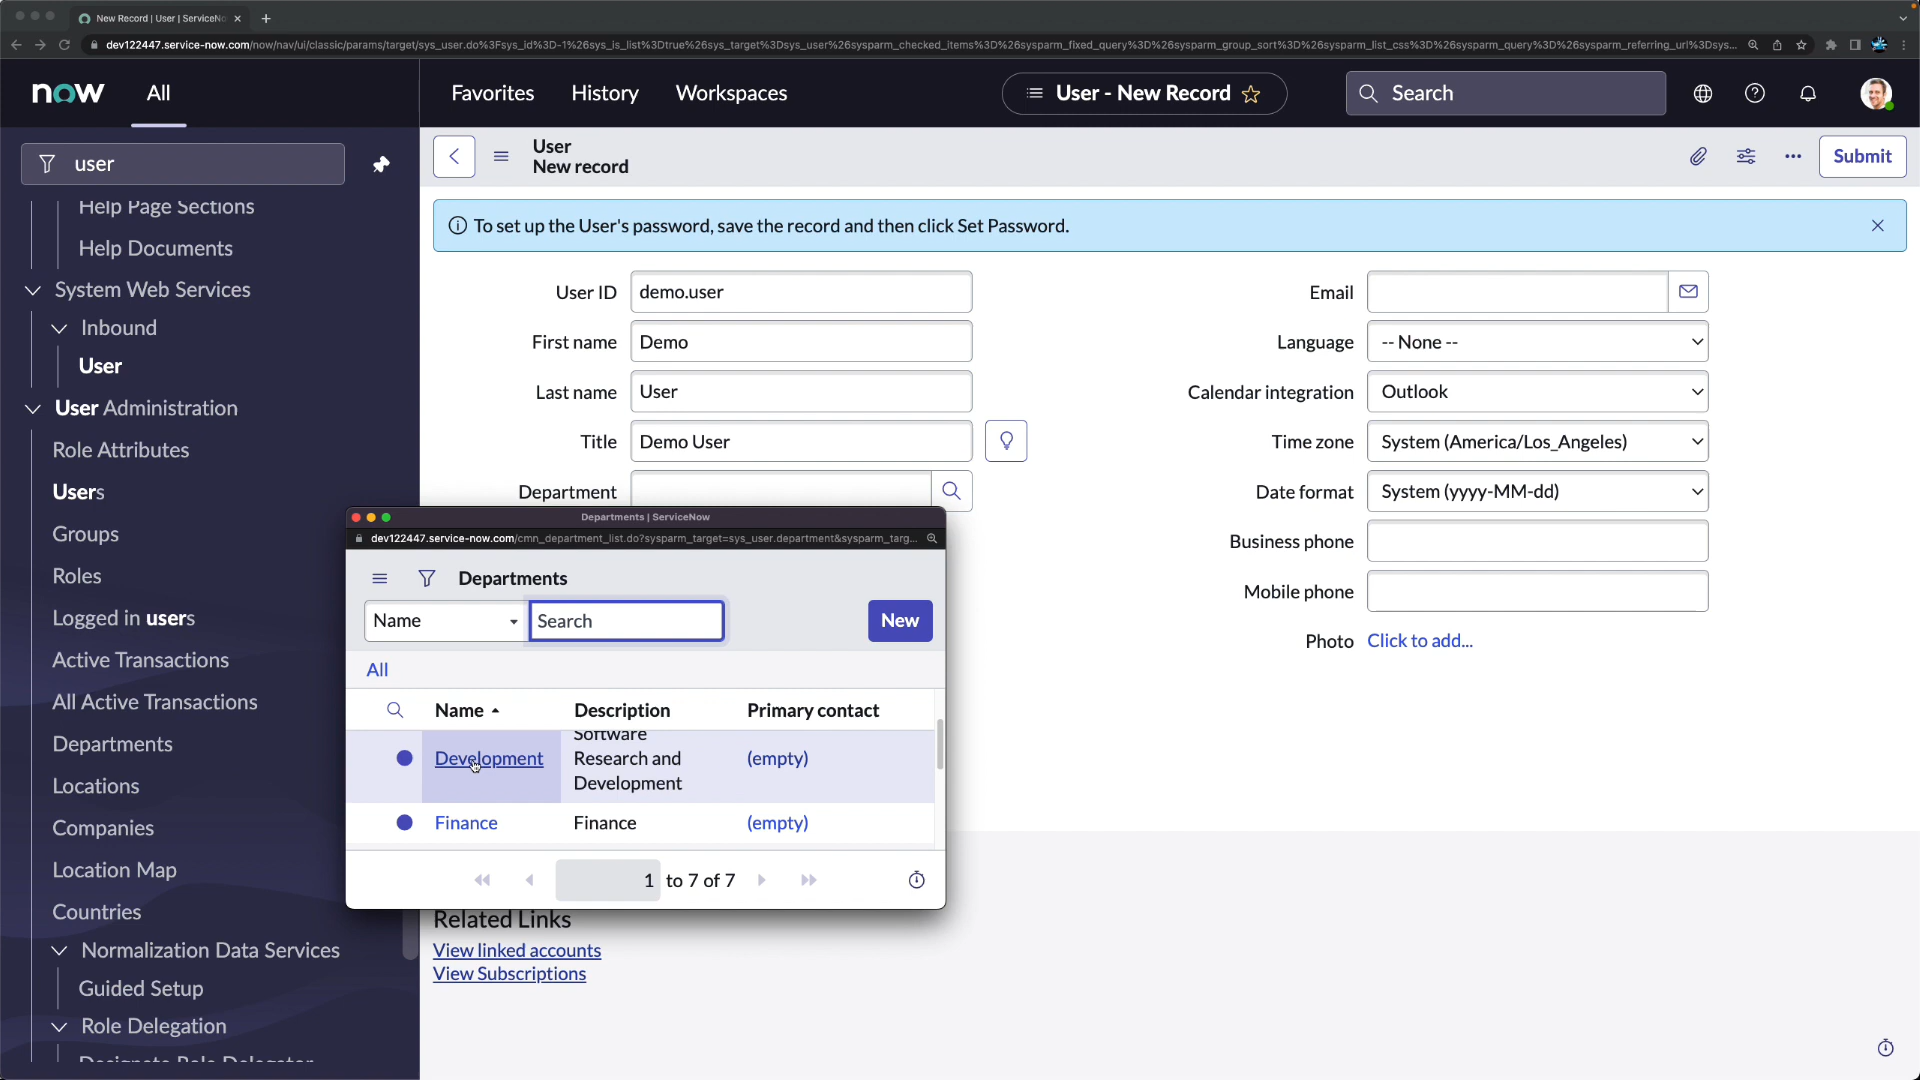 New Record | User | ServiceNo
dev122447.service-now.com/now/nav/ui/classic/params/target/sys_user.do%3Fsys_id%3D-1%26sys_is_list%3Dtrue%26sys_target%3Dsys_user%26sysparm_checked_items%3D%26sysparm_fixed_query%3D%26sysparm_group_sort%3D%26sysparm_list_css%3D%26sysparm_query%3D%26sysparm_referring_url%3Dsys...
now
All
Favorites
History
Workspaces
User - New Record
Search
user
Help Page Sections
Help Documents
System Web Services
Inbound
User
User Administration
Role Attributes
Users
Groups
Roles
Logged in users
Active Transactions
All Active Transactions
Departments
Locations
Companies
Location Map
Countries
Normalization Data Services
Guided Setup
Role Delegation
Designate Role Delegator
User
New record
Submit
To set up the User's password, save the record and then click Set Password.
User ID demo.user
First name Demo
Last name User
Title Demo User
Department
Email
Language -- None --
Calendar integration Outlook
Time zone System (America/Los_Angeles)
Date format System (yyyy-MM-dd)
Business phone
Mobile phone
Photo Click to add...
Departments | ServiceNow
dev122447.service-now.com/cmn_department_list.do?sysparm_target=sys_user.department&sysparm_targ...
Departments
Name
Search
New
All
Name Description Primary contact
Software
Development Research and (empty)
Development
Finance Finance (empty)
1 to 7 of 7
Related Links
View linked accounts
View Subscriptions